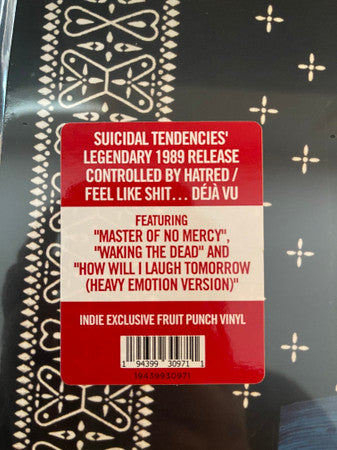 SUICIDAL TENDENCIES'
LEGENDARY 1989 RELEASE
CONTROLLED BY HATRED /
FEEL LIKE SHIT... DÉJÀ VU
FEATURING
"MASTER OF NO MERCY",
"WAKING THE DEAD" AND
"HOW WILL I LAUGH TOMORROW
(HEAVY EMOTION VERSION)"
INDIE EXCLUSIVE FRUIT PUNCH VINYL
1 94399 30971 1
19439930971